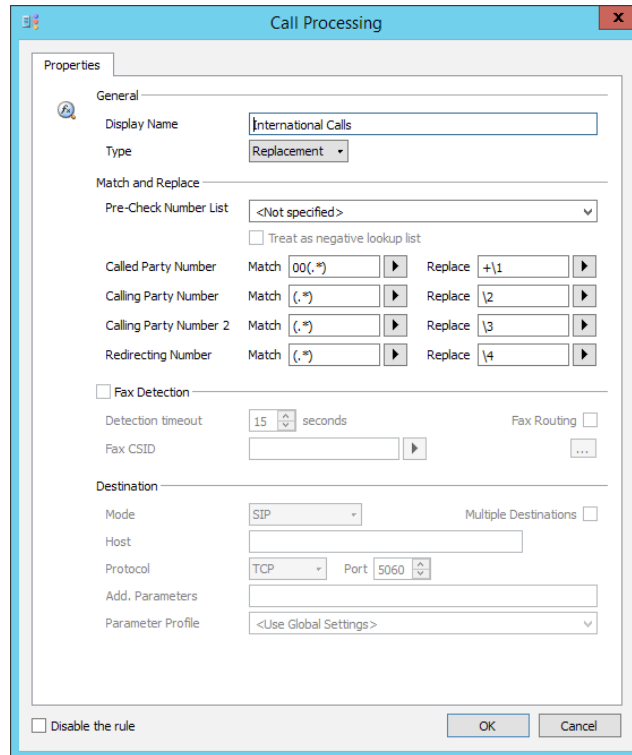 Call Processing
x
Properties
General
Display Name International Calls
Type Replacement
Match and Replace
Pre-Check Number List <Not specified>
Treat as negative lookup list
Called Party Number Match 00(.*) Replace +\1
Calling Party Number Match (.*) Replace \2
Calling Party Number 2 Match (.*) Replace \3
Redirecting Number Match (.*) Replace \4
Fax Detection
Detection timeout 15 seconds Fax Routing
Fax CSID ...
Destination
Mode SIP Multiple Destinations
Host
Protocol TCP Port 5060
Add. Parameters
Parameter Profile <Use Global Settings>
Disable the rule OK Cancel